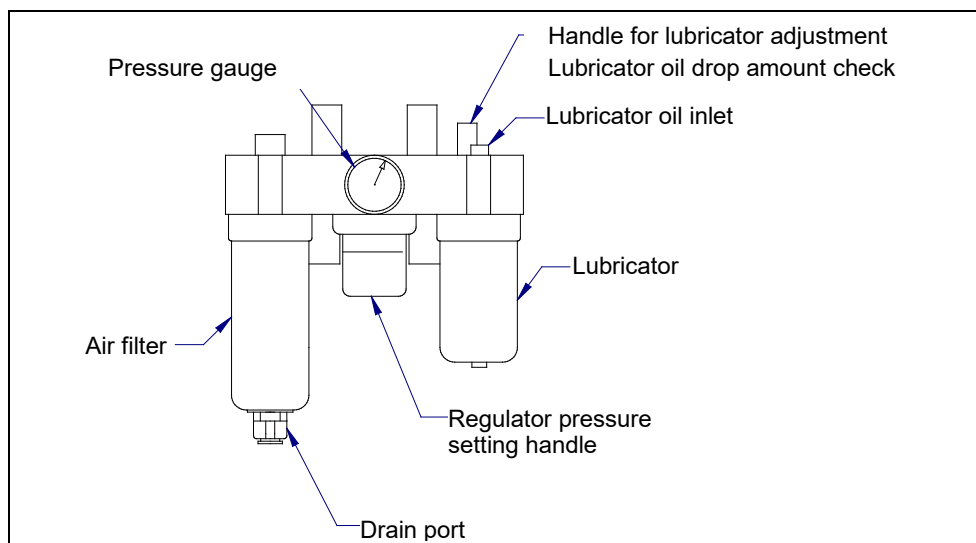 Handle for lubricator adjustment
Pressure gauge
Lubricator oil drop amount check
Lubricator oil inlet
Lubricator
Air filter
Regulator pressure
setting handle
Drain port